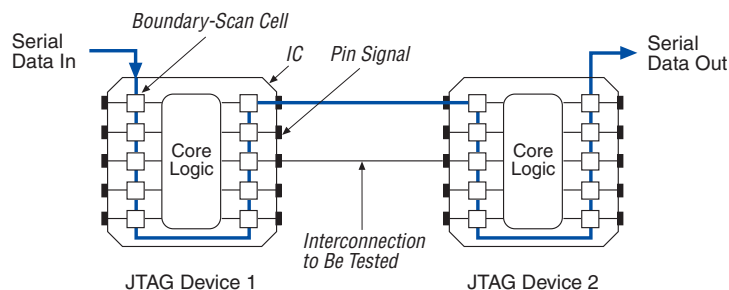 Boundary-Scan Cell
Serial
Data In
IC
Pin Signal
Serial
Data Out
Core
Logic
Core
Logic
Interconnection
to Be Tested
JTAG Device 1
JTAG Device 2